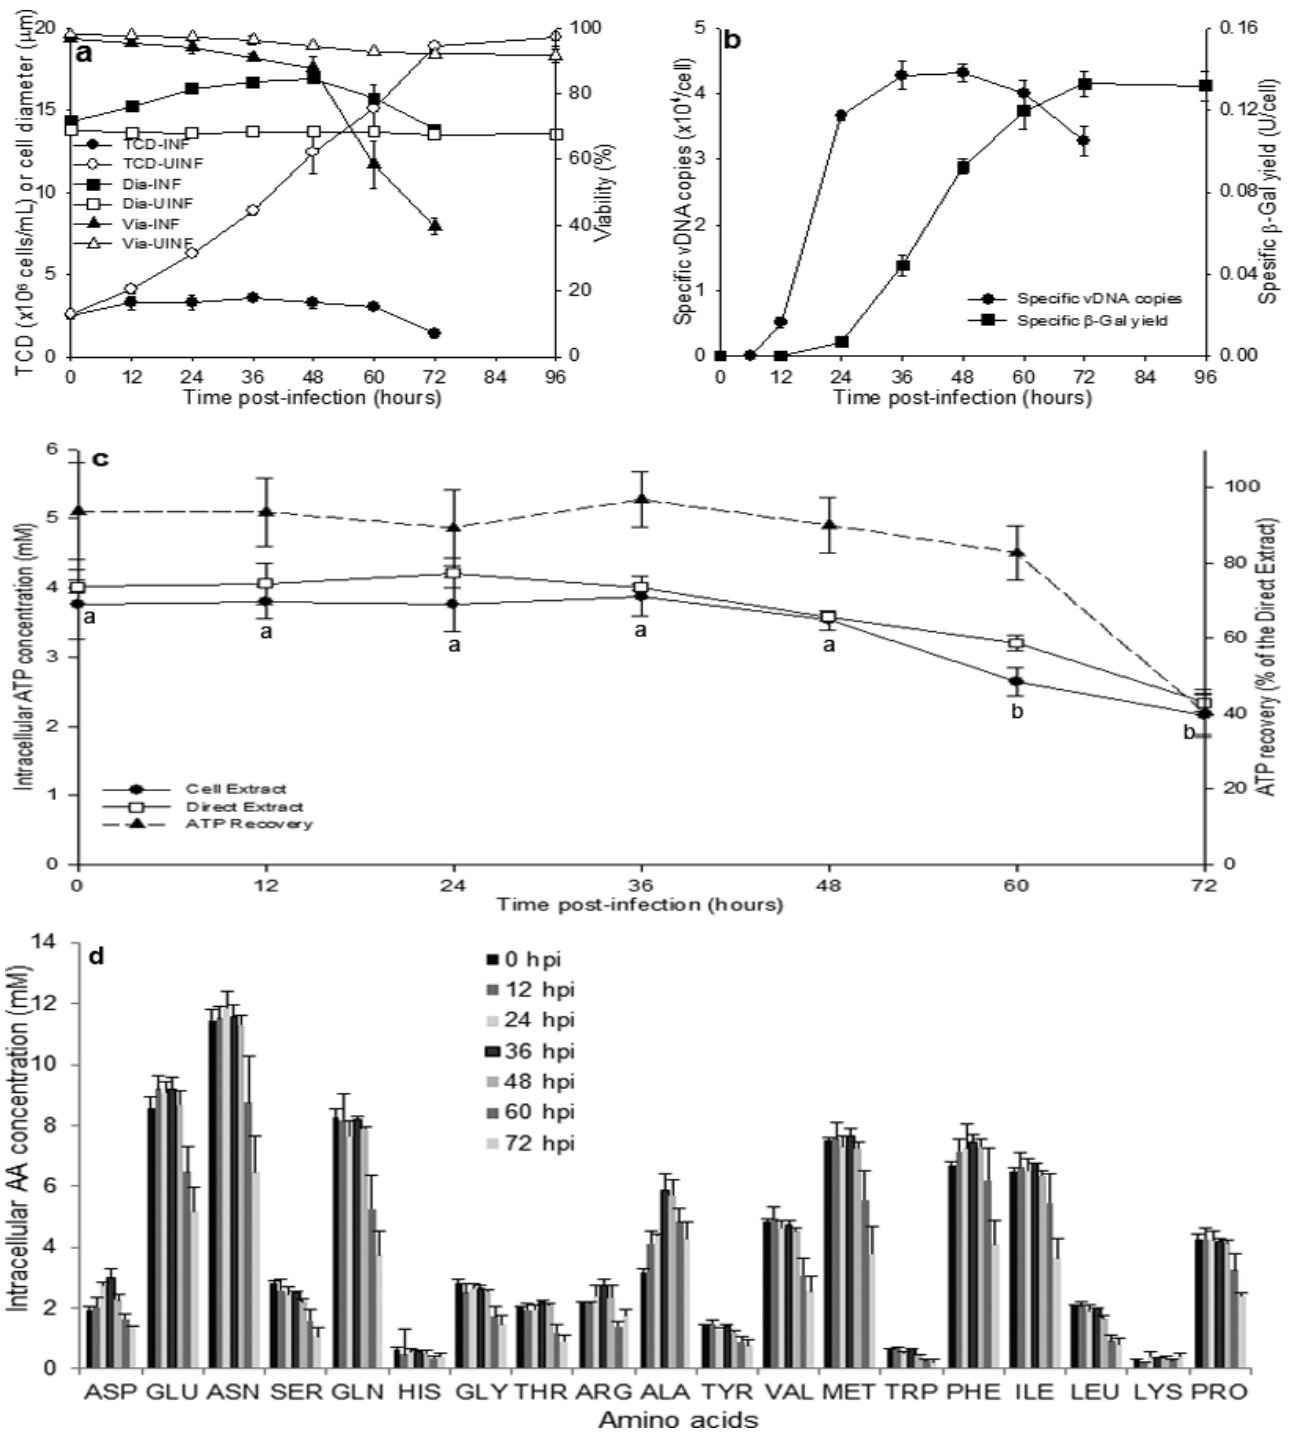 a
TCD (x10⁶ cells/mL) or cell diameter (μm)
20
15
10
5
0
100
80
60
40
20
0
Viability (%)
TCD-INF
TCD-UINF
Dia-INF
Dia-UINF
Via-INF
Via-UINF
0 12 24 36 48 60 72 84 96
Time post-infection (hours)
b
Specific vDNA copies (x10⁴/cell)
5
4
3
2
1
0
0.16
0.12
0.08
0.04
0.00
Spesific β-Gal yield (U/cell)
Specific vDNA copies
Specific β-Gal yield
0 12 24 36 48 60 72 84 96
Time post-infection (hours)
c
Intracellular ATP concentration (mM)
6
5
4
3
2
1
0
100
80
60
40
20
0
ATP recovery (% of the Direct Extract)
a a a a a b b
Cell Extract
Direct Extract
ATP Recovery
0 12 24 36 48 60 72
Time post-infection (hours)
d
Intracellular AA concentration (mM)
14
12
10
8
6
4
2
0
0 hpi
12 hpi
24 hpi
36 hpi
48 hpi
60 hpi
72 hpi
ASP GLU ASN SER GLN HIS GLY THR ARG ALA TYR VAL MET TRP PHE ILE LEU LYS PRO
Amino acids